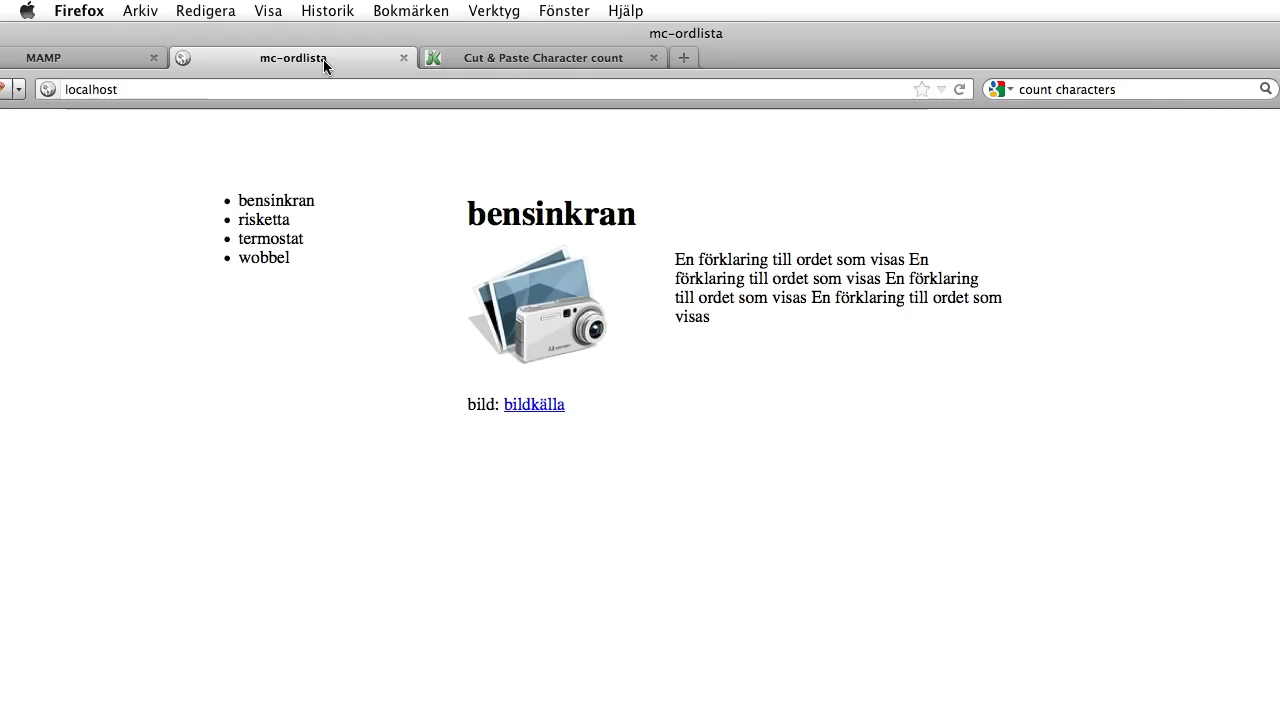 Firefox Arkiv Redigera Visa Historik Bokmärken Verktyg Fönster Hjälp
mc-ordlista
MAMP
mc-ordlista
Cut & Paste Character count
localhost
count characters
bensinkran
risketta
termostat
wobbel
bensinkran
En förklaring till ordet som visas En
förklaring till ordet som visas En förklaring
till ordet som visas En förklaring till ordet som
visas
bild: bildkälla